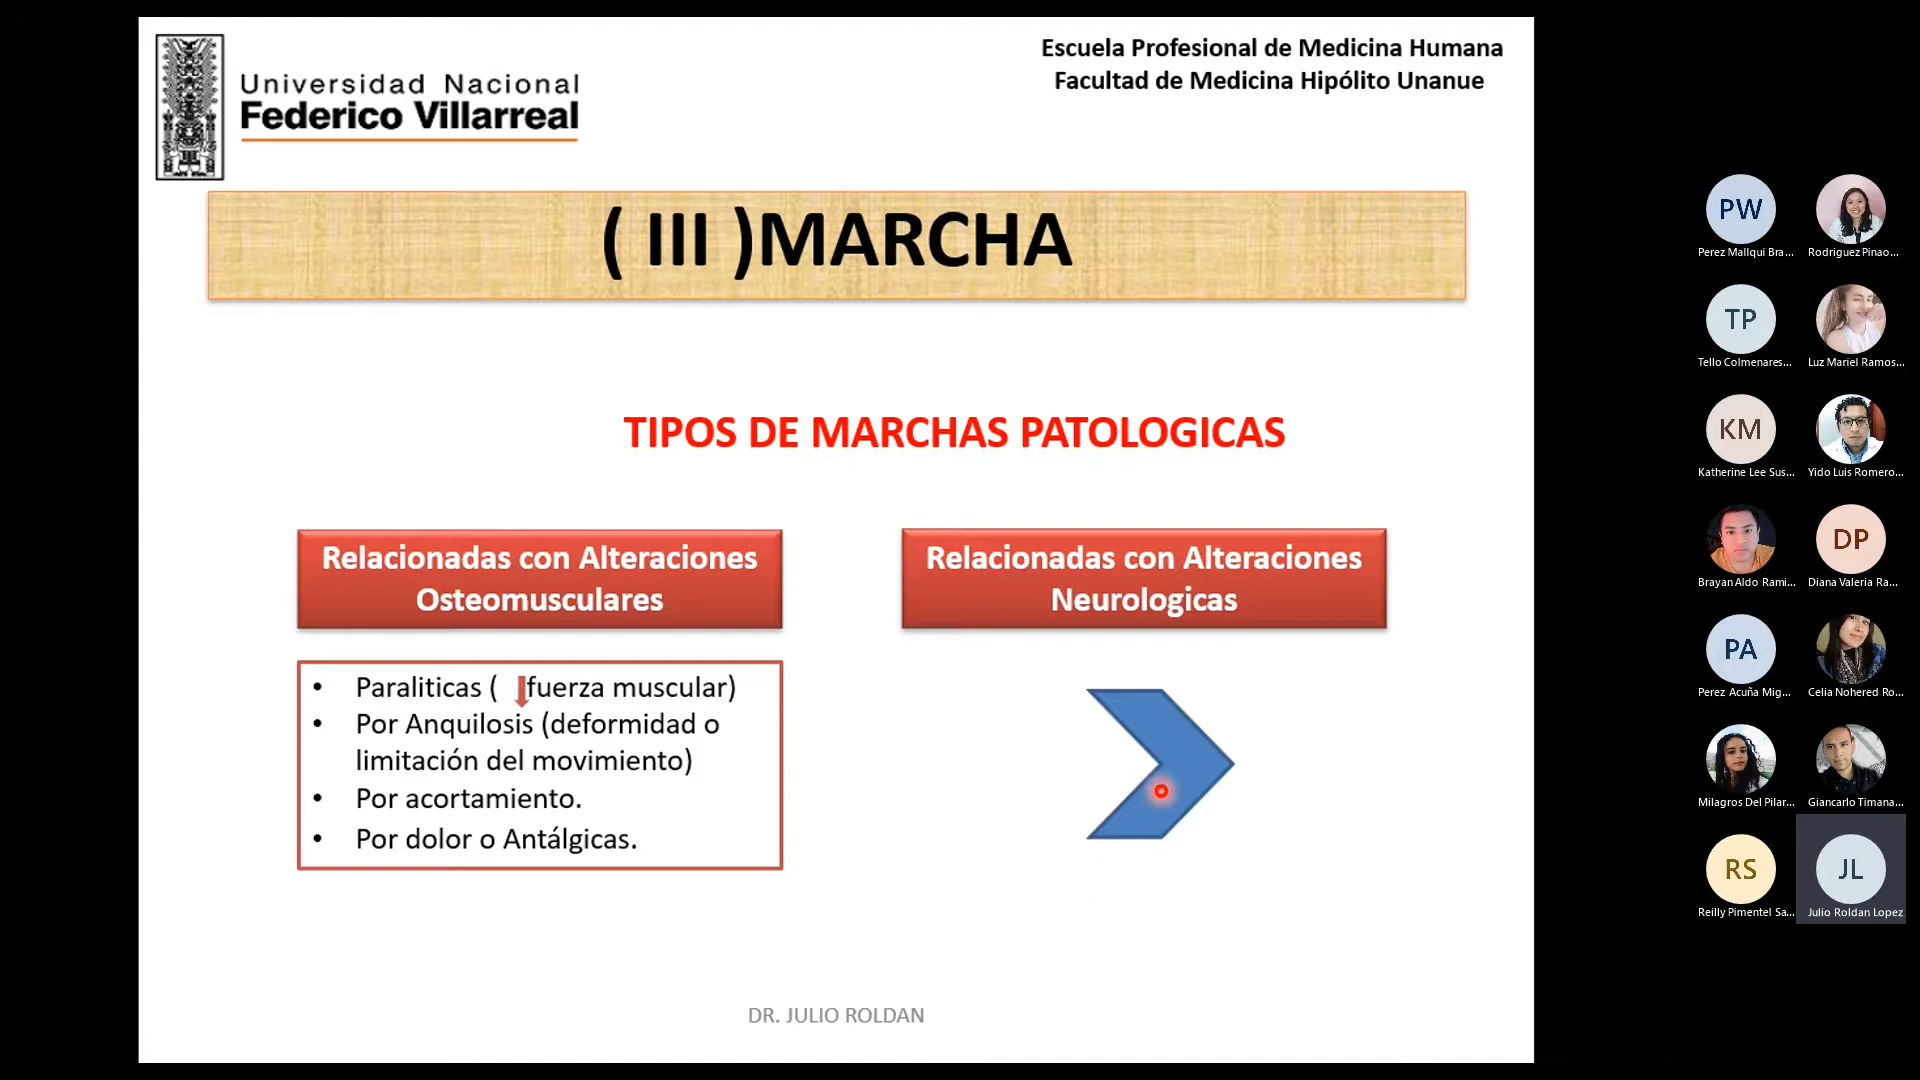 Universidad Nacional
Federico Villarreal
Escuela Profesional de Medicina Humana
Facultad de Medicina Hipólito Unanue
( III )MARCHA
TIPOS DE MARCHAS PATOLOGICAS
Relacionadas con Alteraciones
Osteomusculares
• Paraliticas ( fuerza muscular)
• Por Anquilosis (deformidad o
limitación del movimiento)
• Por acortamiento.
• Por dolor o Antálgicas.
Relacionadas con Alteraciones
Neurologicas
DR. JULIO ROLDAN
PW
Perez Mallqui Bra...
Rodriguez Pinao...
TP
Tello Colmenares...
Luz Mariel Ramos...
KM
Katherine Lee Sus...
Yido Luis Romero...
Brayan Aldo Rami...
DP
Diana Valeria Ra...
PA
Perez Acuña Mig...
Celia Nohered Ro...
Milagros Del Pilar...
Giancarlo Timana...
RS
Reilly Pimentel Sa...
JL
Julio Roldan Lopez